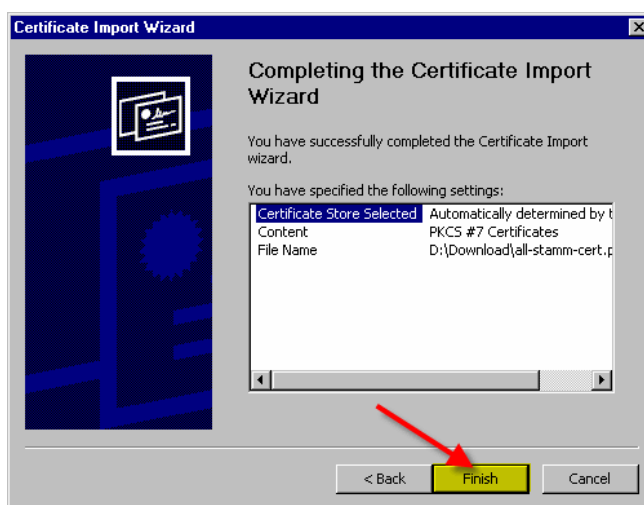 Certificate Import Wizard
Completing the Certificate Import
Wizard
You have successfully completed the Certificate Import
wizard.
You have specified the following settings:
Certificate Store Selected Automatically determined by t
Content PKCS #7 Certificates
File Name D:\Download\all-stamm-cert.p
< Back Finish Cancel